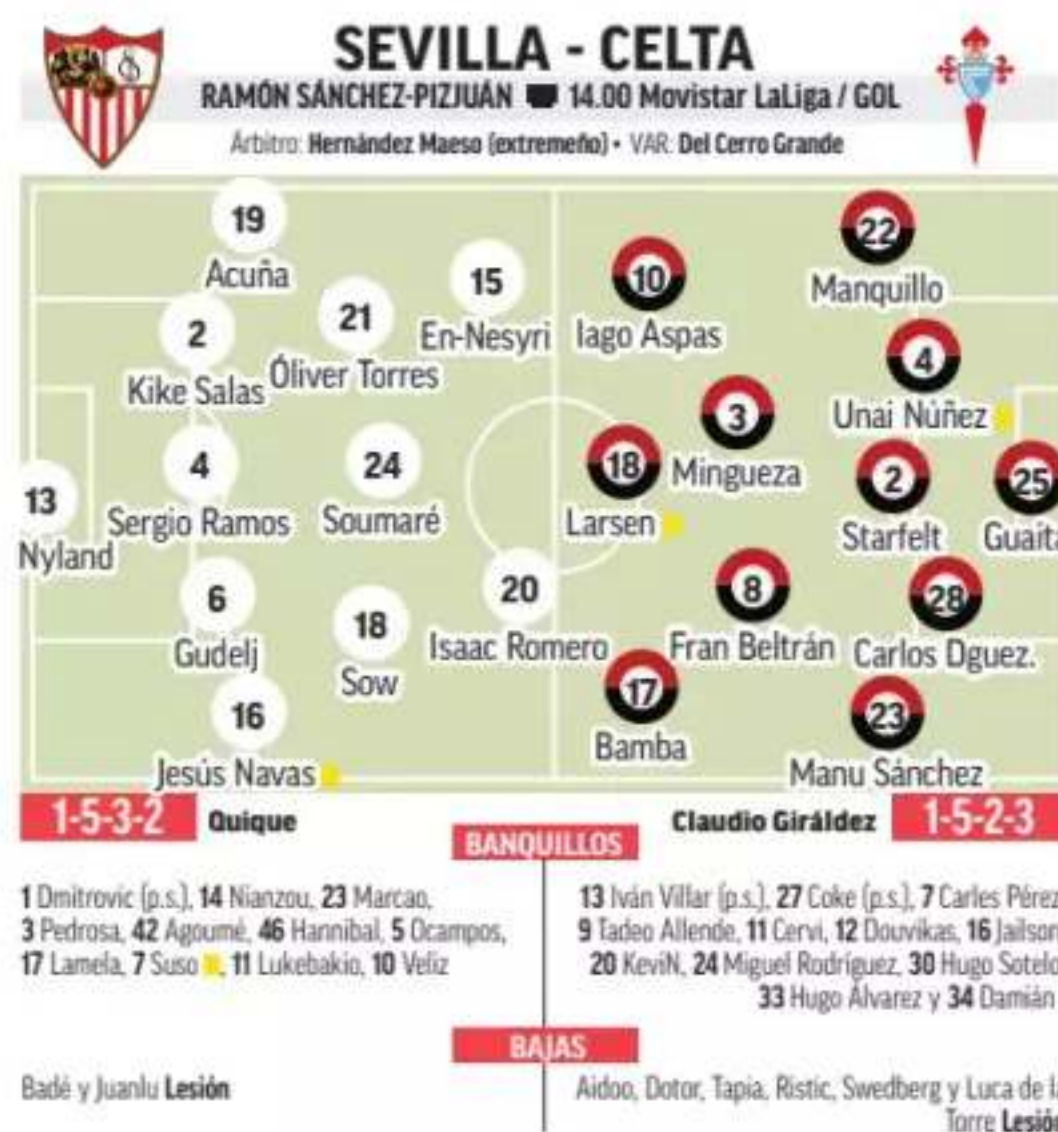 SEVILLA - CELTA
RAMÓN SÁNCHEZ-PIZJUÁN 14.00 Movistar LaLiga / GOL
Árbitro: Hernández Maeso (extremeño) • VAR: Del Cerro Grande
19
Acuña
2
Kike Salas
21
Óliver Torres
15
En-Nesyri
13
Nyland
4
Sergio Ramos
24
Soumaré
6
Gudelj
18
Sow
20
Isaac Romero
16
Jesús Navas
10
Iago Aspas
22
Manquillo
4
Unai Núñez
3
Mingueza
18
Larsen
2
Starfelt
25
Guaita
8
Fran Beltrán
28
Carlos Dguez.
17
Bamba
23
Manu Sánchez
1-5-3-2 Quique
Claudio Giráldez 1-5-2-3
BANQUILLOS
1 Dmitrovic (p.s.), 14 Nianzou, 23 Marcao,
3 Pedrosa, 42 Agoumé, 46 Hannibal, 5 Ocampos,
17 Lamela, 7 Suso, 11 Lukebakio, 10 Veliz
13 Iván Villar (p.s.), 27 Coke (p.s.), 7 Carles Pérez
9 Tadeo Allende, 11 Cervi, 12 Douvikas, 16 Jailson
20 KeviN, 24 Miguel Rodríguez, 30 Hugo Sotelo
33 Hugo Álvarez y 34 Damián
BAJAS
Badé y Juanlu Lesión
Aidoo, Dotor, Tapia, Ristic, Swedberg y Luca de la
Torre Lesión